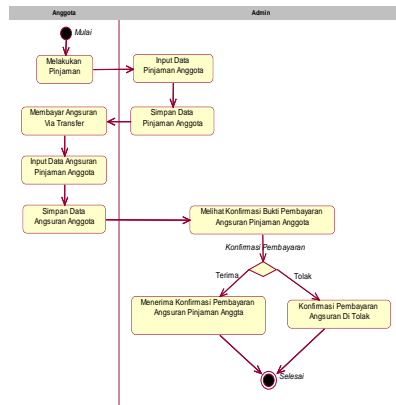 Anggota
Admin
Mulai
Melakukan
Pinjaman
Input Data
Pinjaman Anggota
Simpan Data
Pinjaman Anggota
Membayar Angsuran
Via Transfer
Input Data Angsuran
Pinjaman Anggota
Simpan Data
Angsuran Anggota
Melihat Konfirmasi Bukti Pembayaran
Angsuran Pinjaman Anggota
Konfirmasi Pembayaran
Terima
Tolak
Menerima Konfirmasi Pembayaran
Angsuran Pinjaman Anggta
Konfirmasi Pembayaran
Angsuran Di Tolak
Selesai